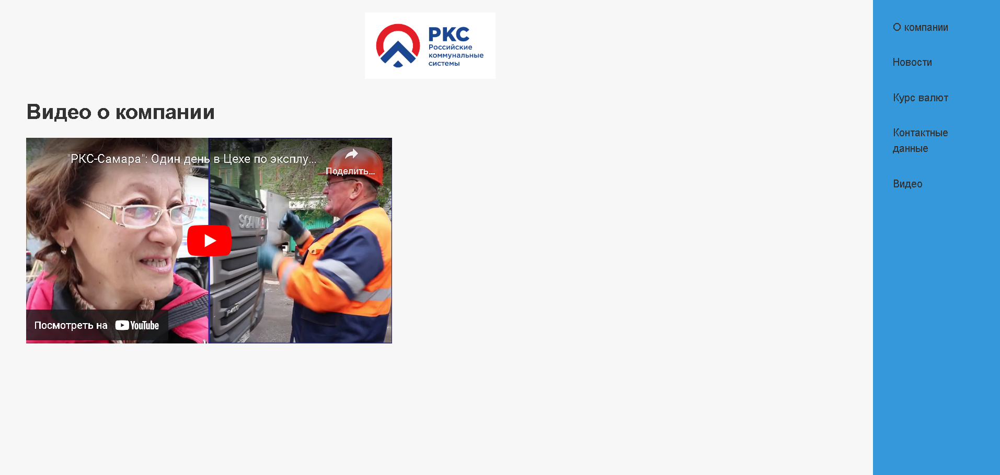 РКС
Российские
коммунальные
системы
Видео о компании
"РКС-Самара": Один день в Цехе по эксплу...
Поделить...
SCANIA
P400
Посмотреть на YouTube
О компании
Новости
Курс валют
Контактные
данные
Видео